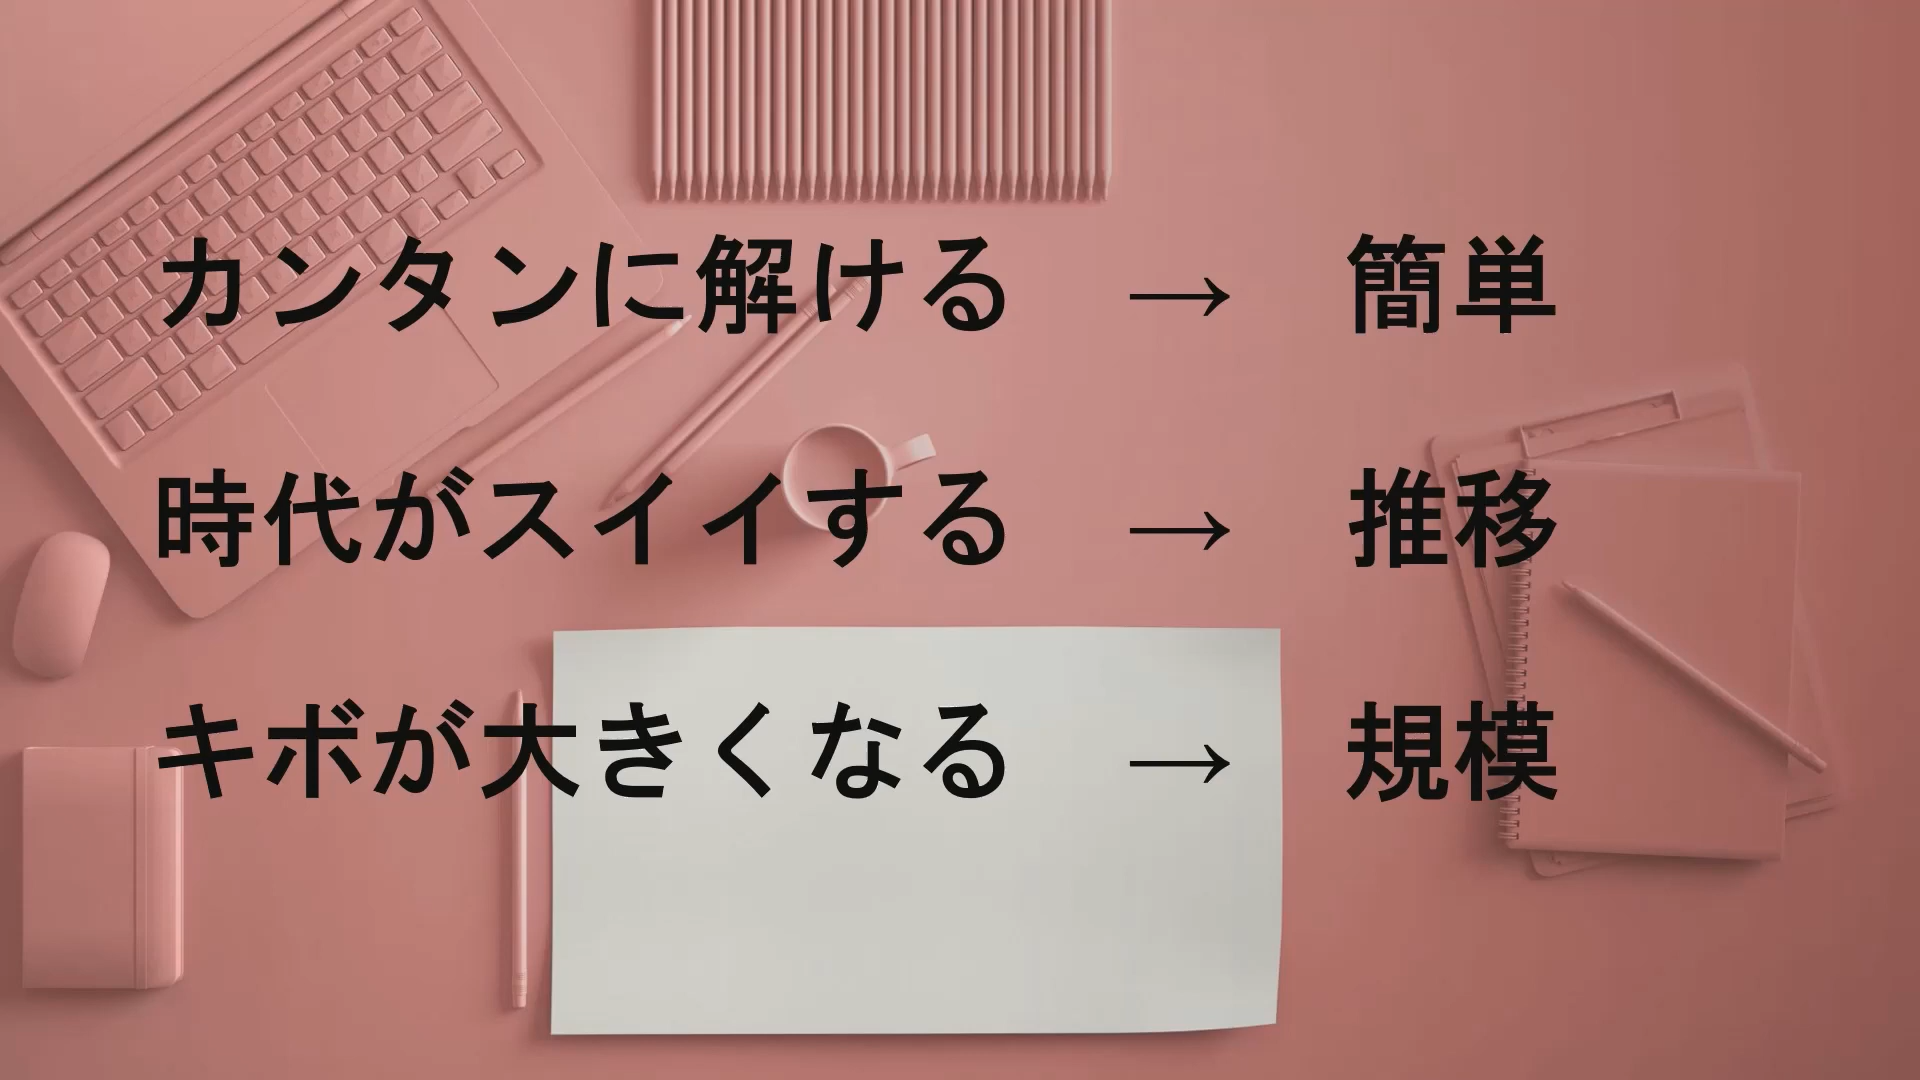 カンタンに解ける　→　簡単
時代がスイイする　→　推移
キボが大きくなる　→　規模